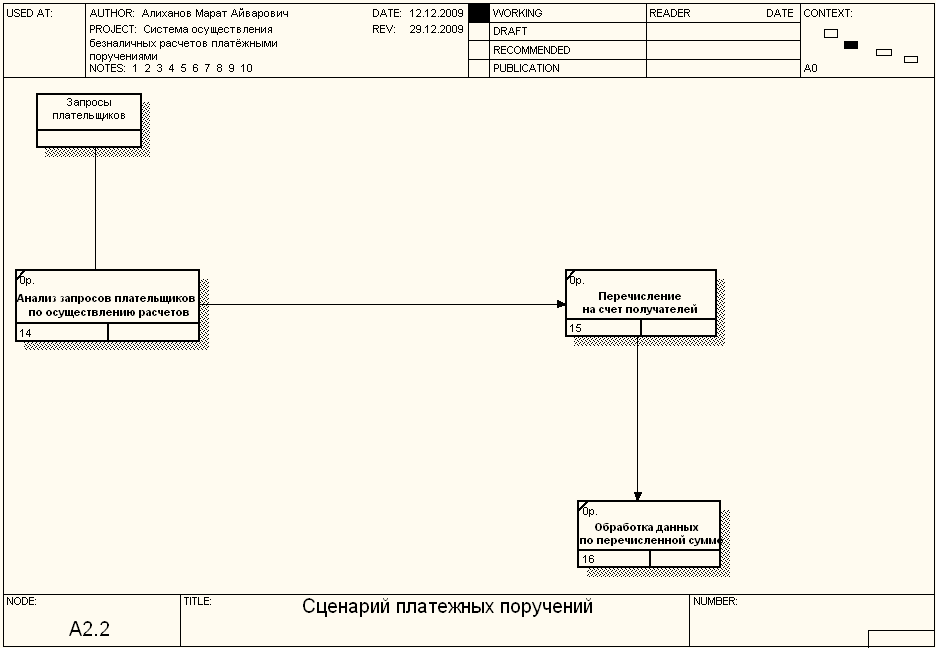 USED AT:
AUTHOR: Алиханов Марат Айварович
DATE: 12.12.2009
PROJECT: Система осуществления
REV: 29.12.2009
безналичных расчетов платёжными
поручениями
NOTES: 1 2 3 4 5 6 7 8 9 10
WORKING
DRAFT
RECOMMENDED
PUBLICATION
READER DATE
CONTEXT:
A0
Запросы
плательщиков
0р.
Анализ запросов плательщиков
по осуществлению расчетов
14
0р.
Перечисление
на счет получателей
15
0р.
Обработка данных
по перечисленной сумме
16
NODE:
A2.2
TITLE:
Сценарий платежных поручений
NUMBER: